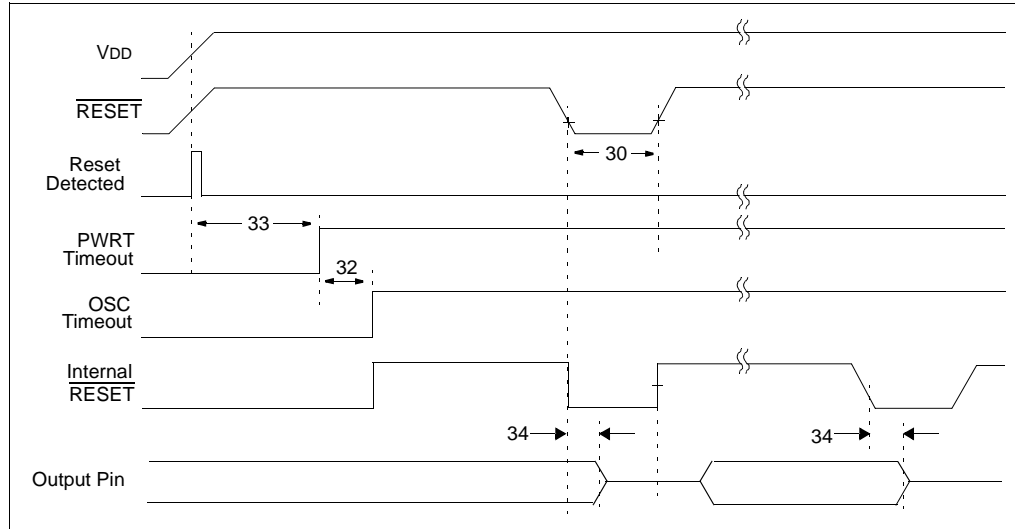 VDD
RESET
Reset
Detected
30
33
PWRT
Timeout
32
OSC
Timeout
Internal
RESET
34
34
Output Pin